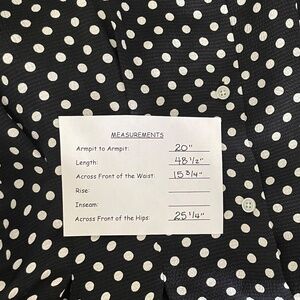 MEASUREMENTS
Armpit to Armpit: 20"
Length: 48 1/2"
Across Front of the Waist: 15 3/4"
Rise:
Inseam:
Across Front of the Hips: 25 1/4"